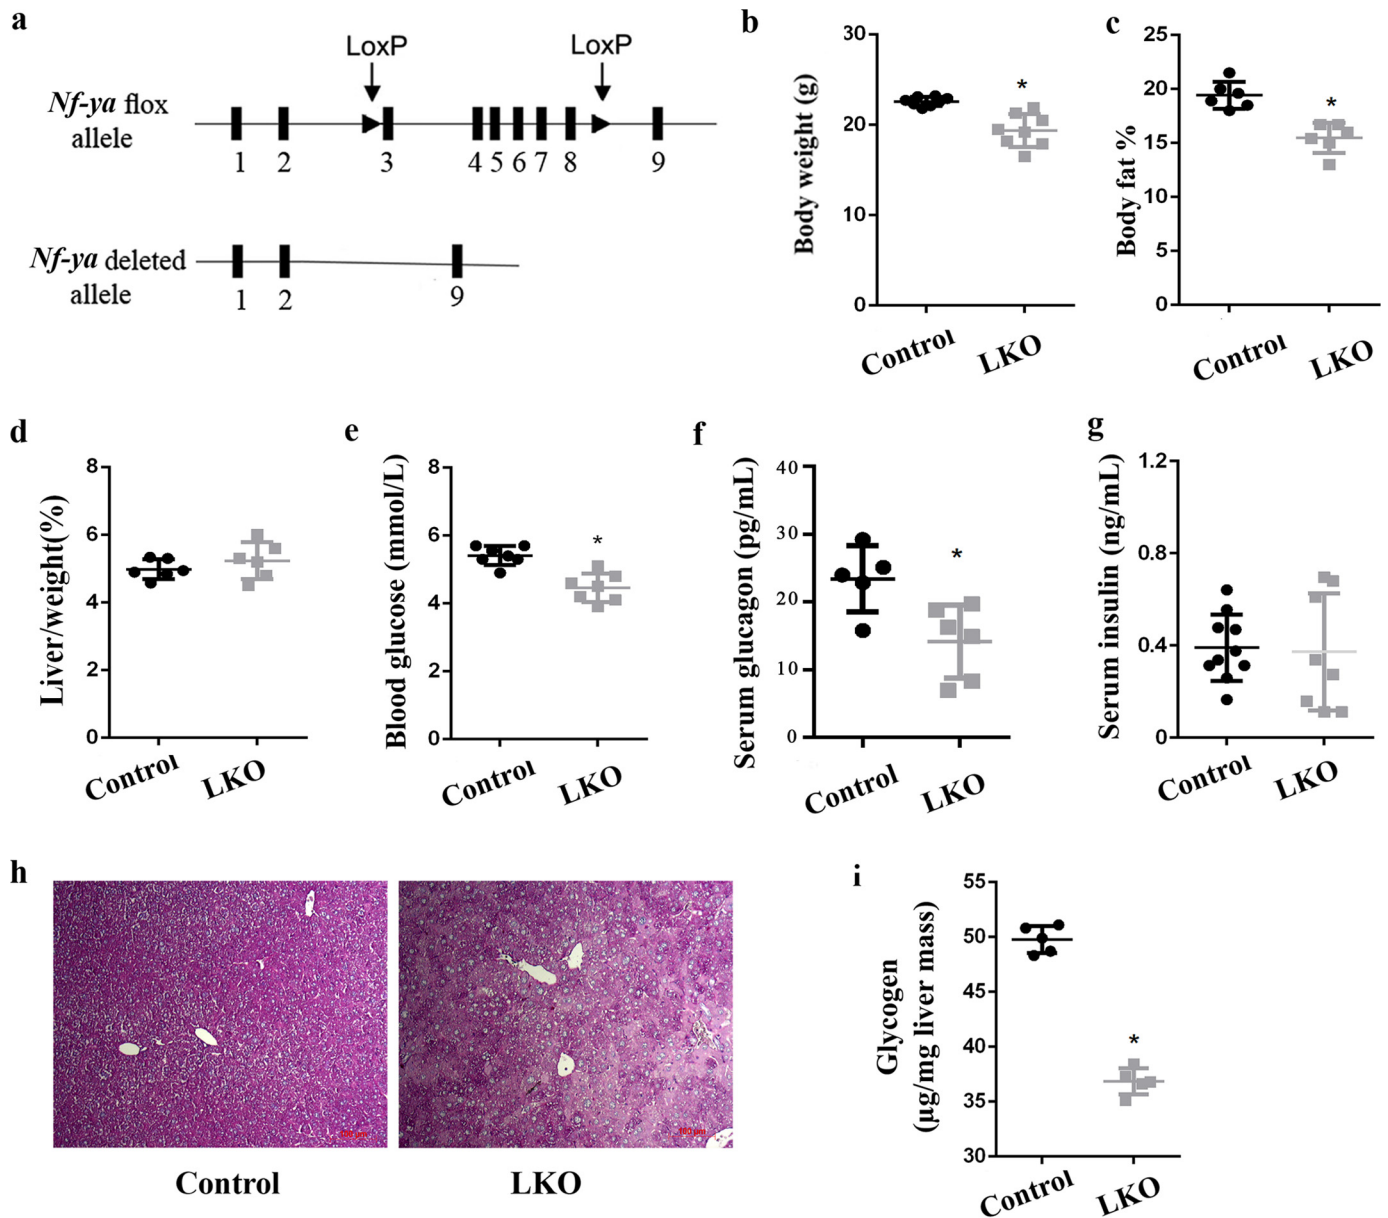 a
LoxP
LoxP
Nf-ya flox
allele
1 2 3 4 5 6 7 8 9
Nf-ya deleted
allele
1 2 9
b
Body weight (g)
30
20
10
0
*
Control
LKO
c
Body fat %
25
20
15
10
5
0
*
Control
LKO
d
Liver/weight(%)
8
6
4
2
0
Control
LKO
e
Blood glucose (mmol/L)
8
6
4
2
0
*
Control
LKO
f
Serum glucagon (pg/mL)
40
30
20
10
0
*
Control
LKO
g
Serum insulin (ng/mL)
1.2
0.8
0.4
0
Control
LKO
h
100 μm
Control
LKO
i
Glycogen
(μg/mg liver mass)
55
50
45
40
35
30
*
Control
LKO